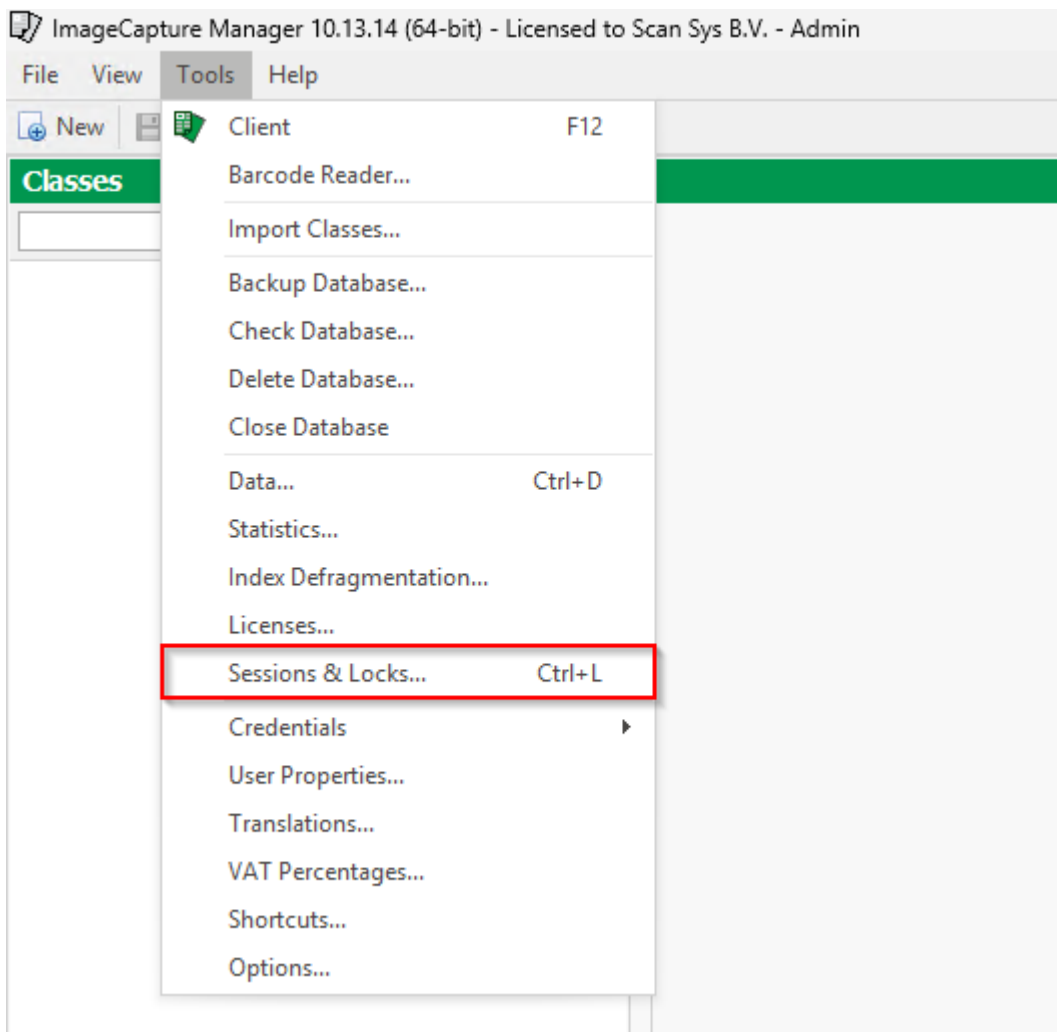 ImageCapture Manager 10.13.14 (64-bit) - Licensed to Scan Sys B.V. - Admin
File View Tools Help
New
Classes
Client F12
Barcode Reader...
Import Classes...
Backup Database...
Check Database...
Delete Database...
Close Database
Data... Ctrl+D
Statistics...
Index Defragmentation...
Licenses...
Sessions & Locks... Ctrl+L
Credentials
User Properties...
Translations...
VAT Percentages...
Shortcuts...
Options...